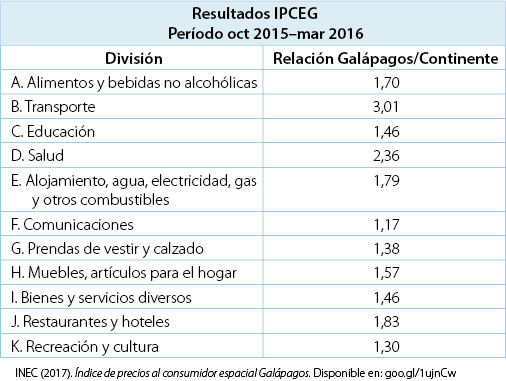 Resultados IPCEG
Período oct 2015–mar 2016
División Relación Galápagos/Continente
A. Alimentos y bebidas no alcohólicas 1,70
B. Transporte 3,01
C. Educación 1,46
D. Salud 2,36
E. Alojamiento, agua, electricidad, gas 1,79
y otros combustibles
F. Comunicaciones 1,17
G. Prendas de vestir y calzado 1,38
H. Muebles, artículos para el hogar 1,57
I. Bienes y servicios diversos 1,46
J. Restaurantes y hoteles 1,83
K. Recreación y cultura 1,30
INEC (2017). Índice de precios al consumidor espacial Galápagos. Disponible en: goo.gl/1ujnCw